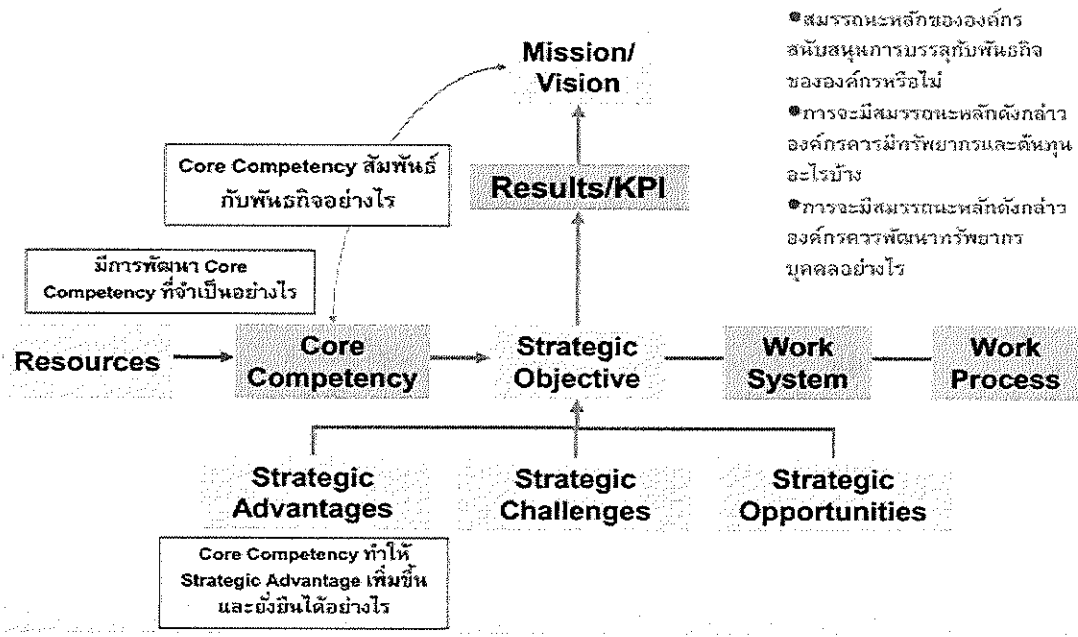 Mission/
Vision
●สมรรถนะหลักขององค์กร
สนับสนุนการบรรลุกับพันธกิจ
ขององค์กรหรือไม่
●การจะมีสมรรถนะหลักดังกล่าว
องค์กรควรมีทรัพยากรและต้นทุน
อะไรบ้าง
●การจะมีสมรรถนะหลักดังกล่าว
องค์กรควรพัฒนาทรัพยากร
บุคคลอย่างไร
Core Competency สัมพันธ์
กับพันธกิจอย่างไร
Results/KPI
มีการพัฒนา Core
Competency ที่จำเป็นอย่างไร
Resources
Core
Competency
Strategic
Objective
Work
System
Work
Process
Strategic
Advantages
Strategic
Challenges
Strategic
Opportunities
Core Competency ทำให้
Strategic Advantage เพิ่มขึ้น
และยั่งยืนได้อย่างไร